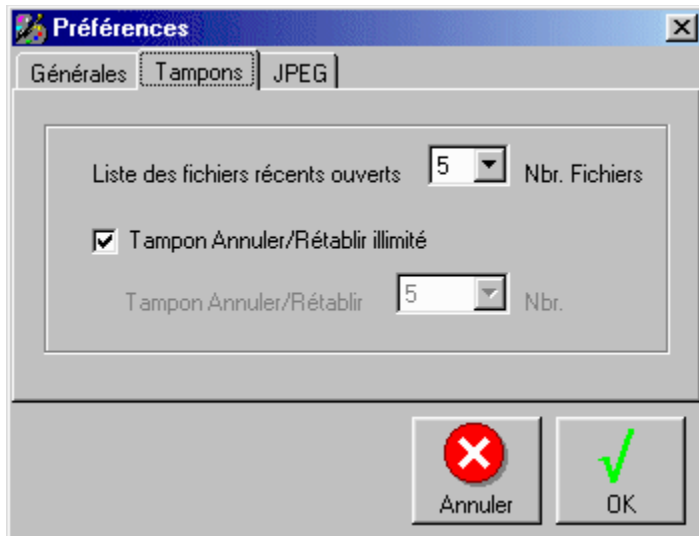 Préférences
Générales Tampons JPEG
Liste des fichiers récents ouverts 5 Nbr. Fichiers
Tampon Annuler/Rétablir illimité
Tampon Annuler/Rétablir 5 Nbr.
Annuler OK